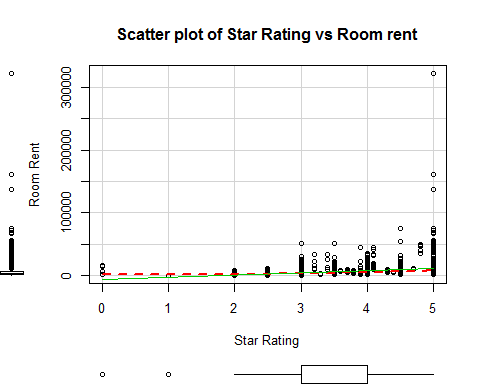 Scatter plot of Star Rating vs Room rent
300000
200000
100000
0
Room Rent
0 1 2 3 4 5
Star Rating